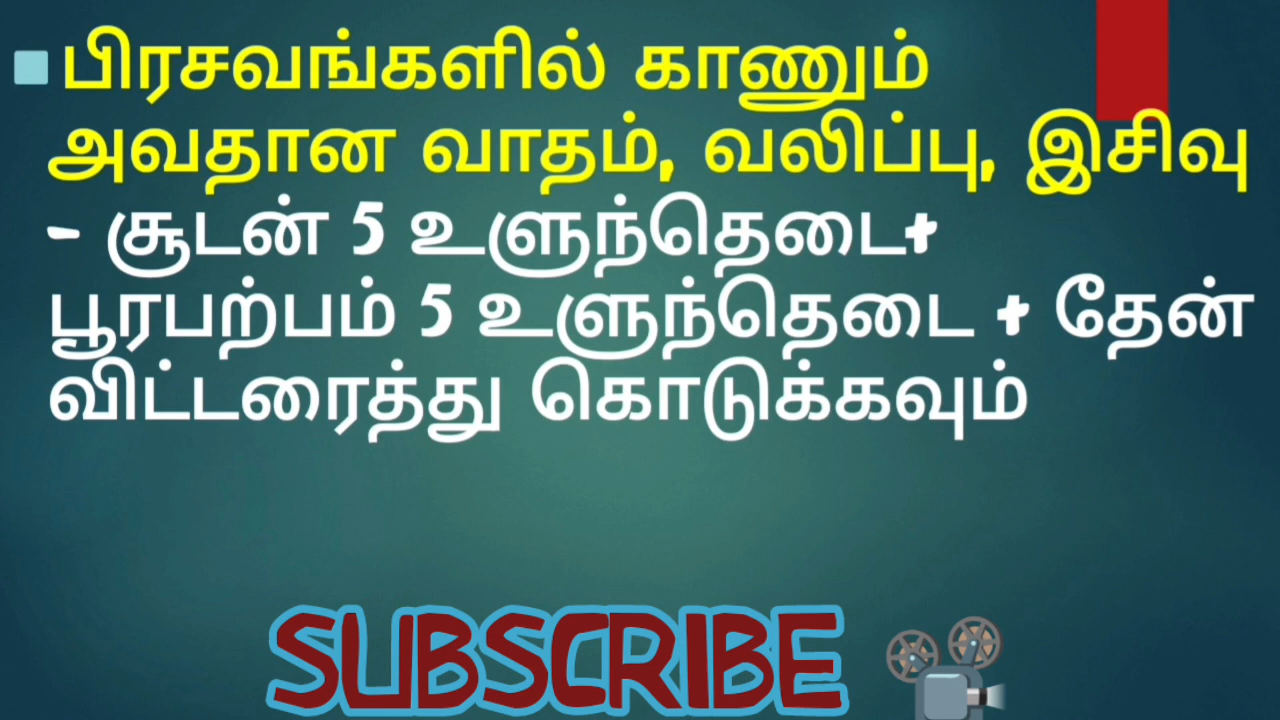 பிரசவங்களில் காணும்
அவதான வாதம், வலிப்பு, இசிவு
- சூடன் 5 உளுந்தெடை+
பூரபற்பம் 5 உளுந்தெடை + தேன்
விட்டரைத்து கொடுக்கவும்
SUBSCRIBE